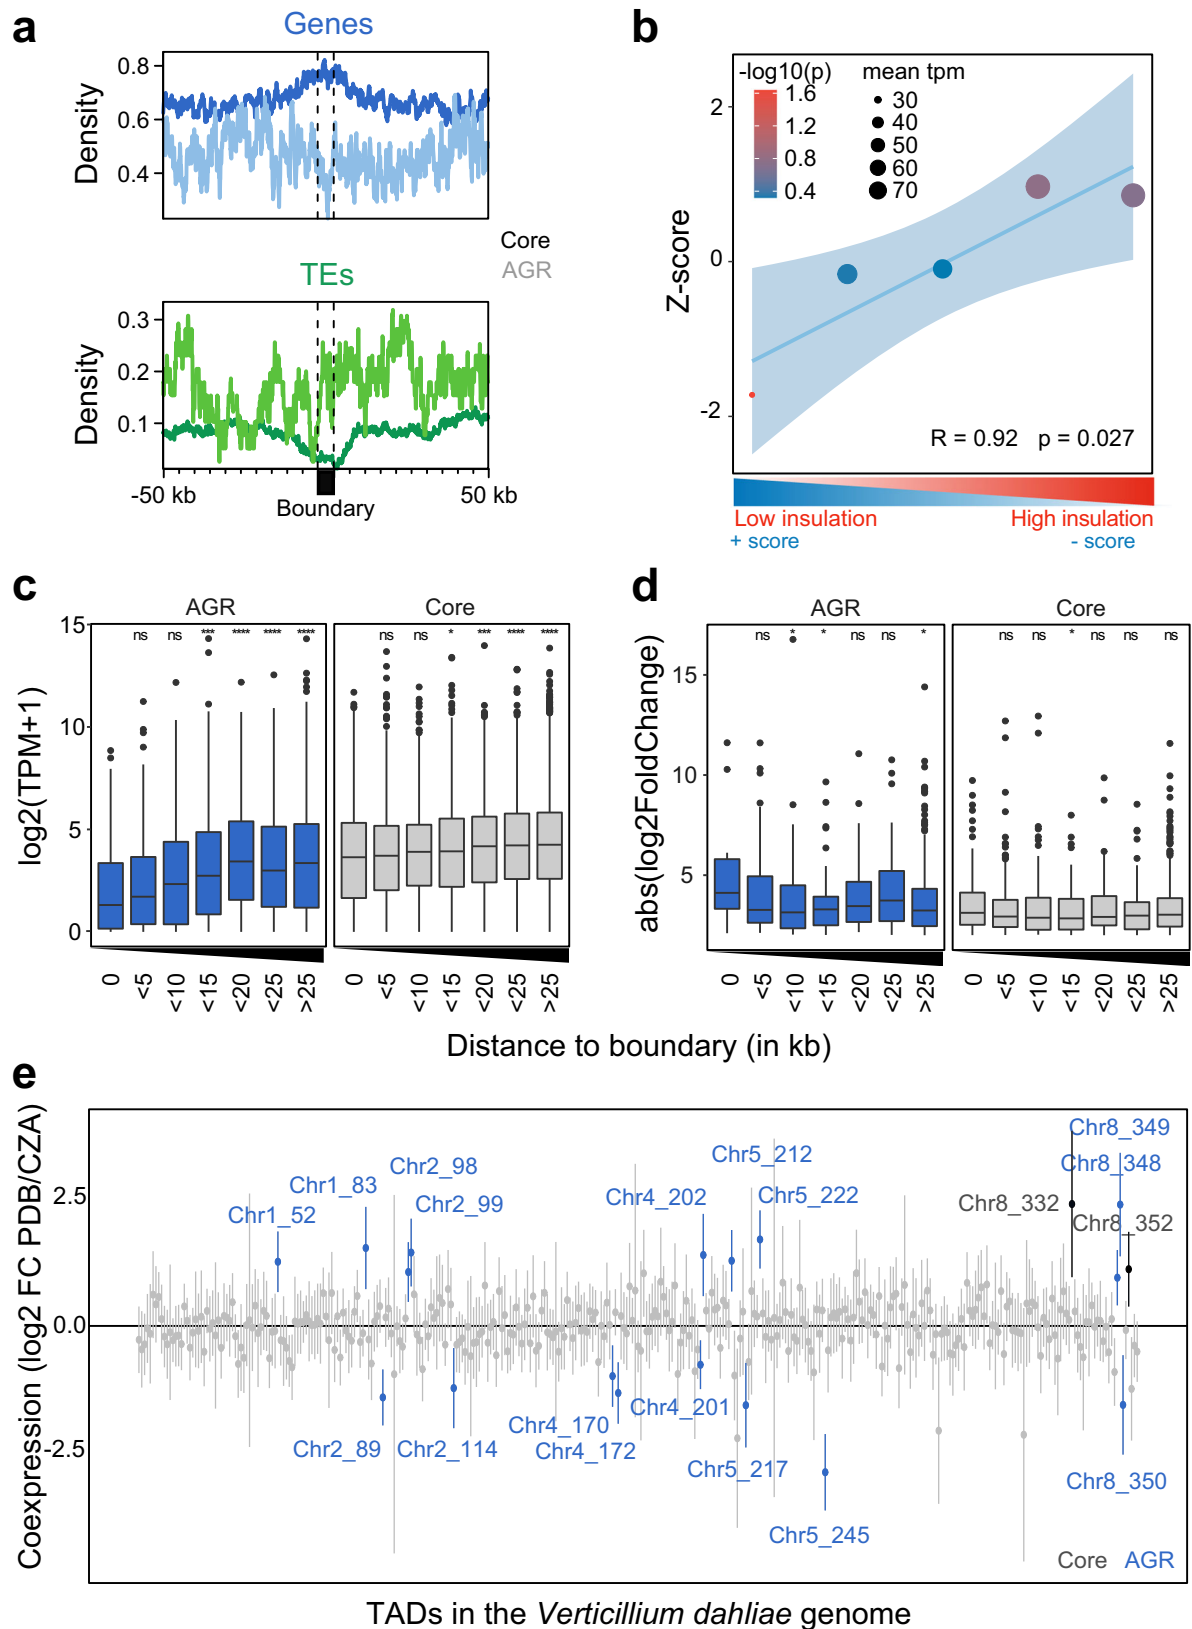 a
Genes
Density
0.8
0.6
0.4
Core
AGR
TEs
Density
0.3
0.2
0.1
-50 kb
50 kb
Boundary
b
-log10(p)
1.6
1.2
0.8
0.4
mean tpm
30
40
50
60
70
Z-score
2
0
-2
R = 0.92 p = 0.027
Low insulation
High insulation
+ score
- score
c
AGR
Core
log2(TPM+1)
15
10
5
0
ns ns *** **** **** ****
ns ns * *** **** ****
0 <5 <10 <15 <20 <25 >25
0 <5 <10 <15 <20 <25 >25
d
AGR
Core
abs(log2FoldChange)
15
10
5
ns * * ns ns *
ns ns * ns ns ns
0 <5 <10 <15 <20 <25 >25
0 <5 <10 <15 <20 <25 >25
Distance to boundary (in kb)
e
Coexpression (log2 FC PDB/CZA)
2.5
0.0
-2.5
Chr8_349
Chr5_212
Chr8_348
Chr2_98
Chr1_83
Chr4_202
Chr5_222
Chr2_99
Chr8_332
Chr1_52
Chr8_352
Chr4_201
Chr4_170
Chr2_89
Chr2_114
Chr4_172
Chr5_217
Chr8_350
Chr5_245
Core AGR
TADs in the Verticillium dahliae genome